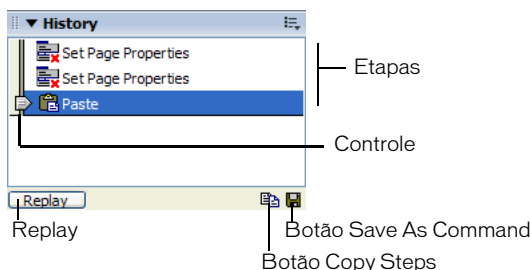 History
Set Page Properties
Set Page Properties
Paste
Etapas
Controle
Replay
Replay
Botão Save As Command
Botão Copy Steps